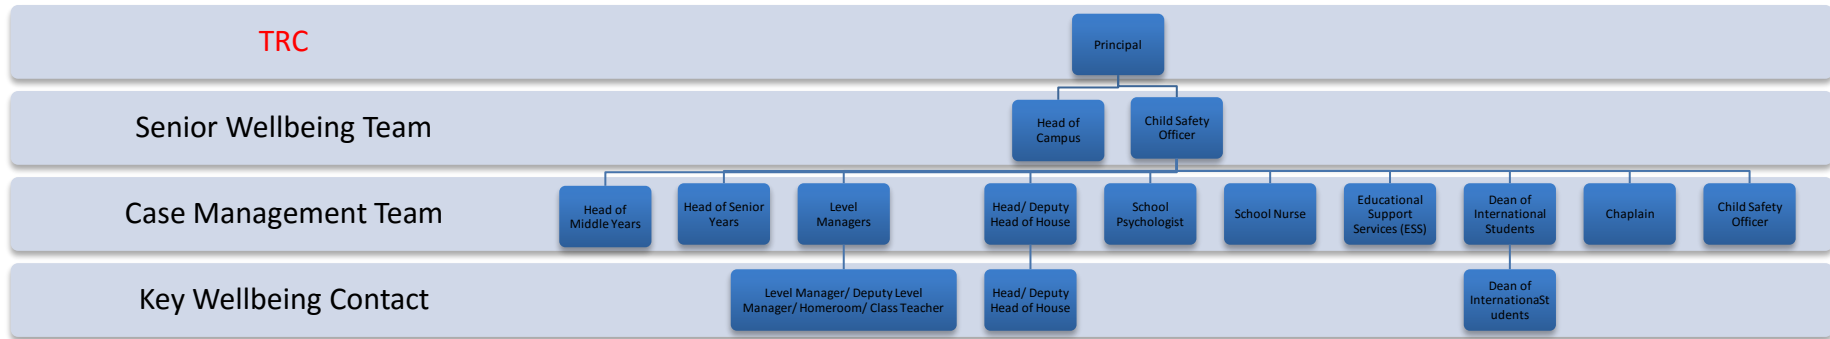 TRC
Principal
Senior Wellbeing Team
Head of
Campus
Child Safety
Officer
Case Management Team
Head of
Middle Years
Head of Senior
Years
Level
Managers
Head/ Deputy
Head of House
School
Psychologist
School Nurse
Educational
Support
Services (ESS)
Dean of
International
Students
Chaplain
Child Safety
Officer
Key Wellbeing Contact
Level Manager/ Deputy Level
Manager/ Homeroom/ Class Teacher
Head/ Deputy
Head of House
Dean of
InternationaSt
udents